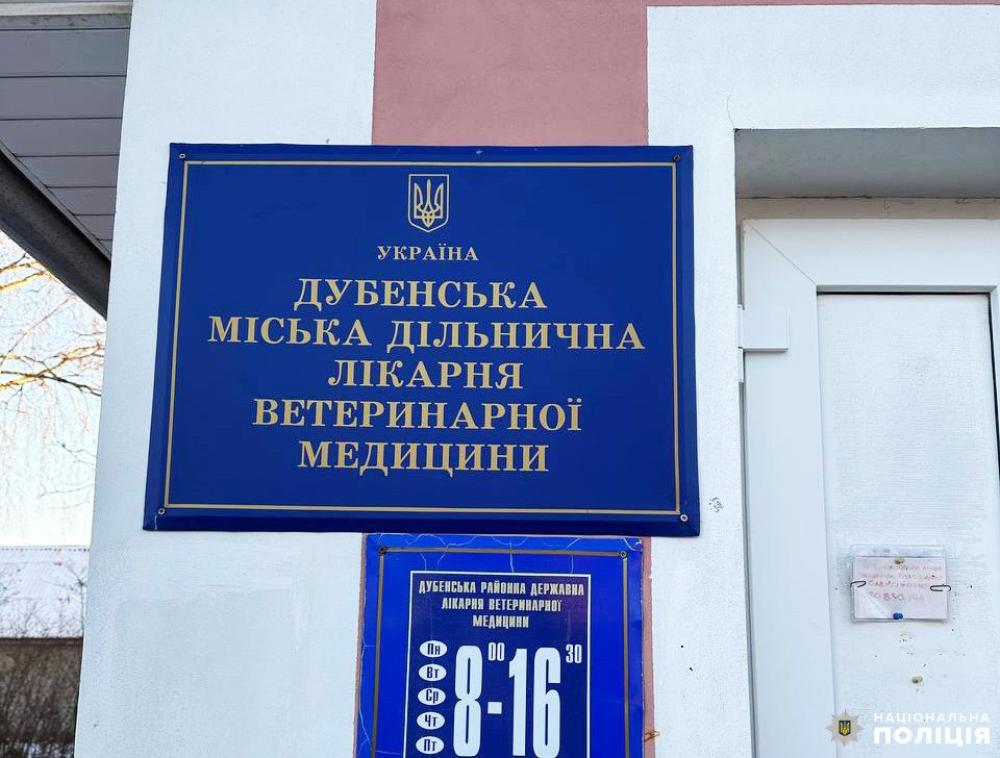 УКРАЇНА
ДУБЕНСЬКА
МІСЬКА ДІЛЬНИЧНА
ЛІКАРНЯ
ВЕТЕРИНАРНОЇ
МЕДИЦИНИ
ДУБЕНСЬКА РАЙОННА ДЕРЖАВНА
ЛІКАРНЯ ВЕТЕРИНАРНОЇ
МЕДИЦИНИ
Пн
Вт
Ср
Чт
Пт
8 00 - 16 30
НАЦІОНАЛЬНА
ПОЛІЦІЯ